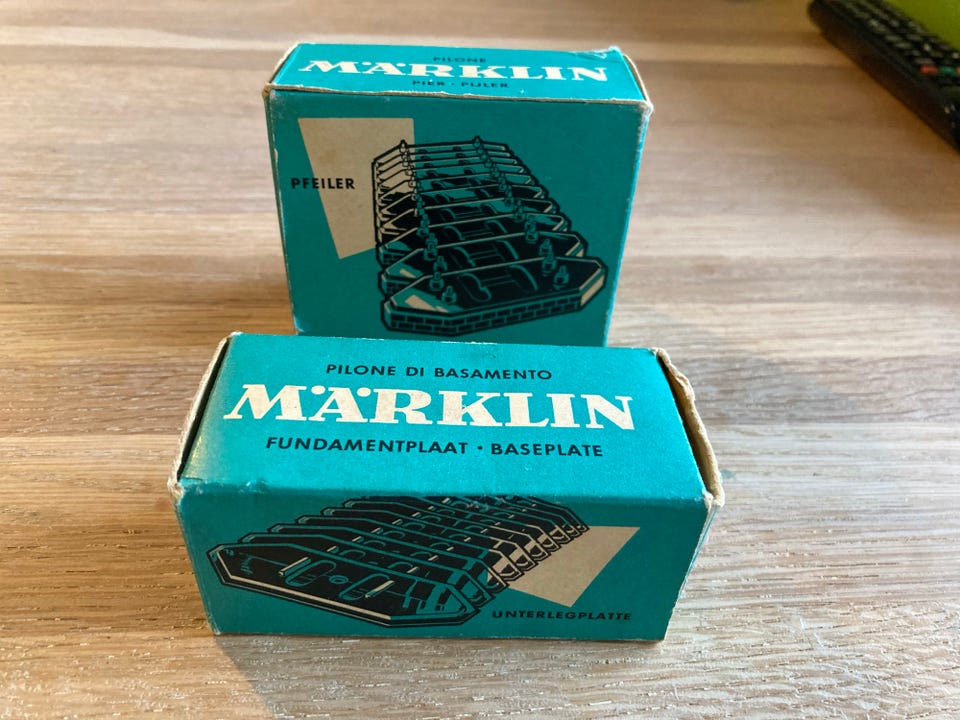 PILONE
MÄRKLIN
PIER · PIJLER
PFEILER
PILONE DI BASAMENTO
MÄRKLIN
FUNDAMENTPLAAT · BASEPLATE
UNTERLEGPLATTE